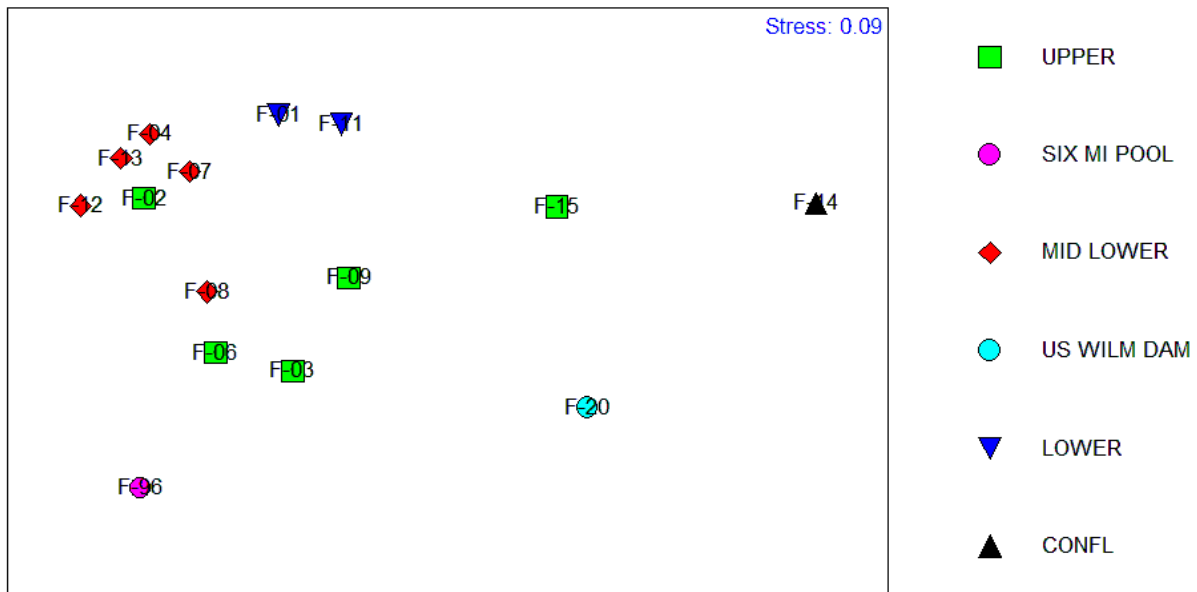 Stress: 0.09
F-01
F-11
F-04
F-13
F-07
F-02
F-12
F-15
F-14
F-09
F-08
F-06
F-03
F-20
F-96
UPPER
SIX MI POOL
MID LOWER
US WILM DAM
LOWER
CONFL